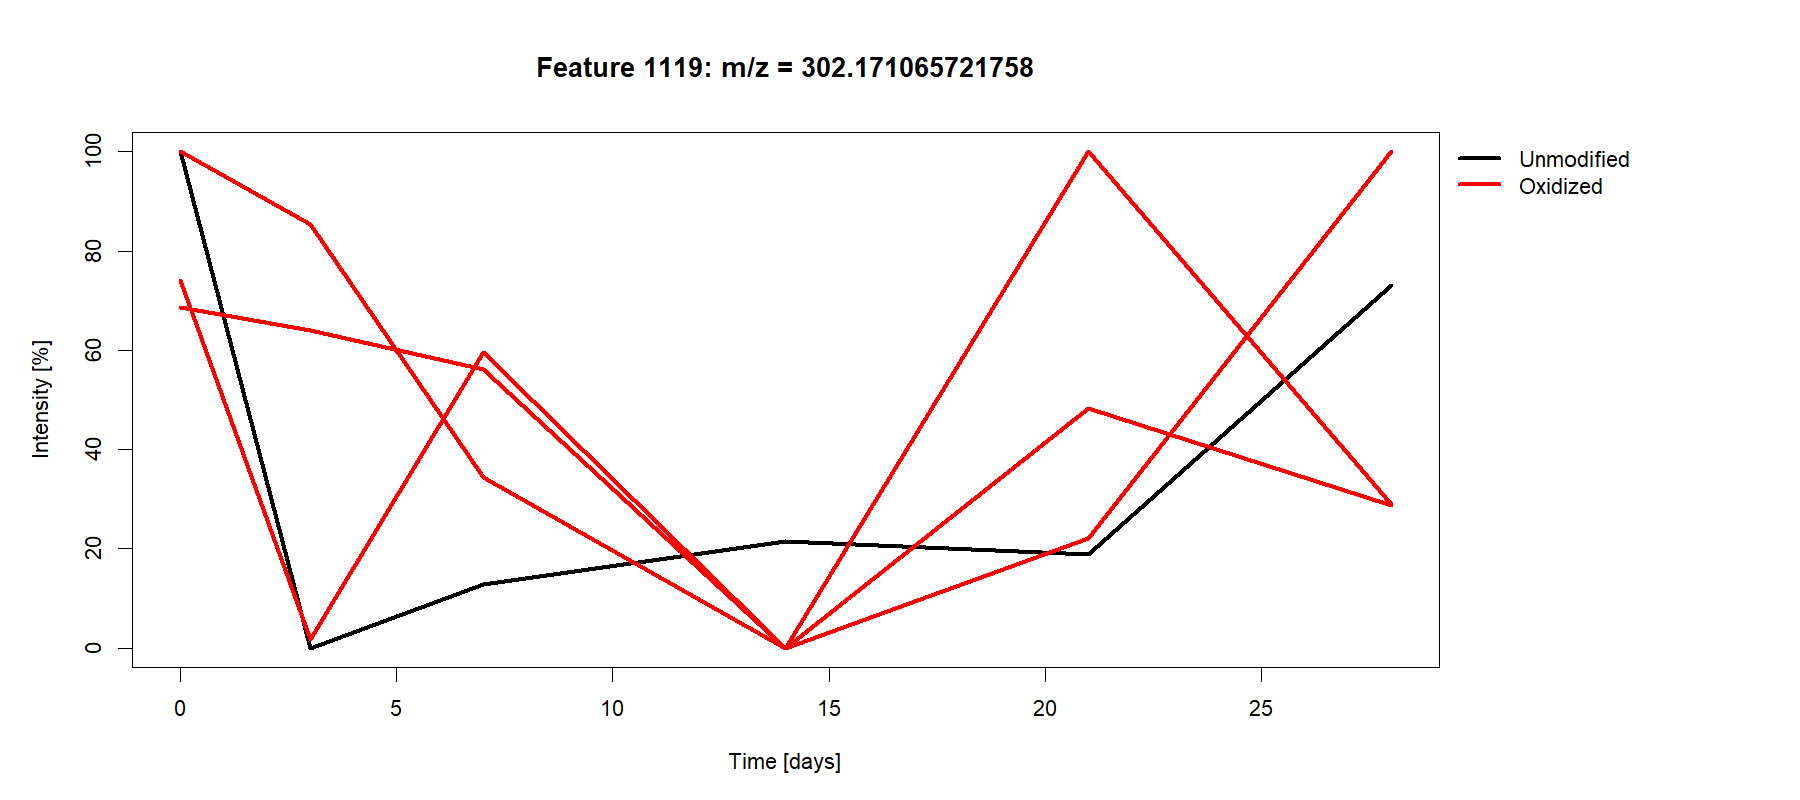 Feature 1119: m/z = 302.171065721758
Unmodified
Oxidized
Intensity [%]
100
80
60
40
20
0
0 5 10 15 20 25
Time [days]